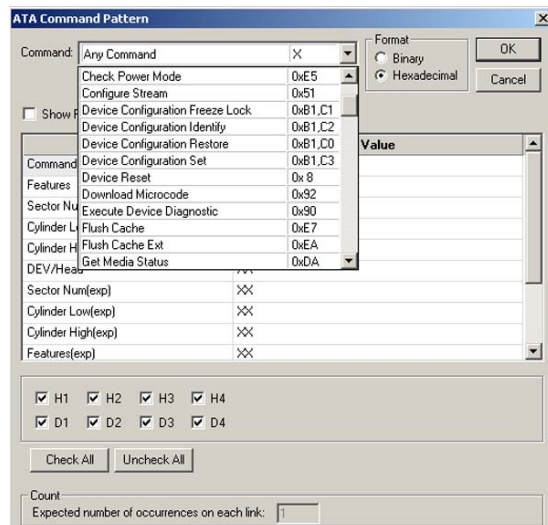 ATA Command Pattern
Command: Any Command X
Format
Binary
Hexadecimal
OK
Cancel
Check Power Mode 0xE5
Configure Stream 0x51
Device Configuration Freeze Lock 0xB1,C1
Device Configuration Identify 0xB1,C2
Device Configuration Restore 0xB1,C0
Device Configuration Set 0xB1,C3
Device Reset 0x 8
Download Microcode 0x92
Execute Device Diagnostic 0x90
Flush Cache 0xE7
Flush Cache Ext 0xEA
Get Media Status 0xDA
Show
Value
Command
Features
Sector Nu
Cylinder L
Cylinder H
DEV/Head
Sector Num(exp) XX
Cylinder Low(exp) XX
Cylinder High(exp) XX
Features(exp) XX
H1 H2 H3 H4
D1 D2 D3 D4
Check All Uncheck All
Count
Expected number of occurrences on each link: 1